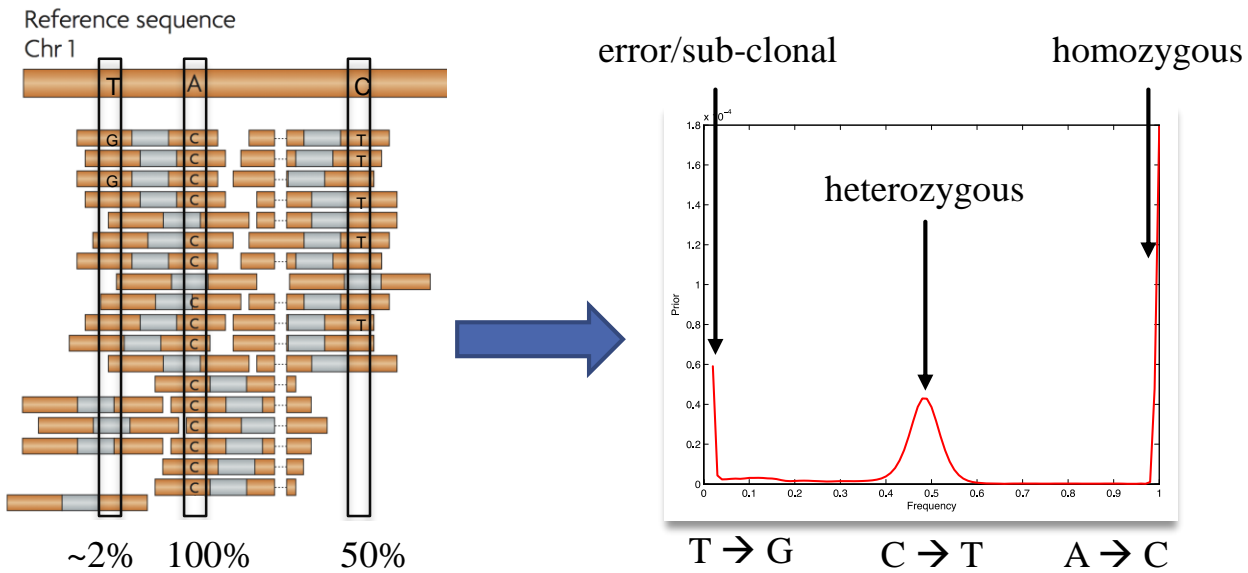 Reference sequence
Chr 1
T A C
G C T
C T
G C
C T
C
C T
C
C
C T
C
C
C
C
C
C
C
C
~2% 100% 50%
error/sub-clonal
homozygous
heterozygous
x 10⁻⁴
1.8
1.6
1.4
1.2
1
0.8
0.6
0.4
0.2
0
Prior
0 0.1 0.2 0.3 0.4 0.5 0.6 0.7 0.8 0.9 1
Frequency
T → G C → T A → C